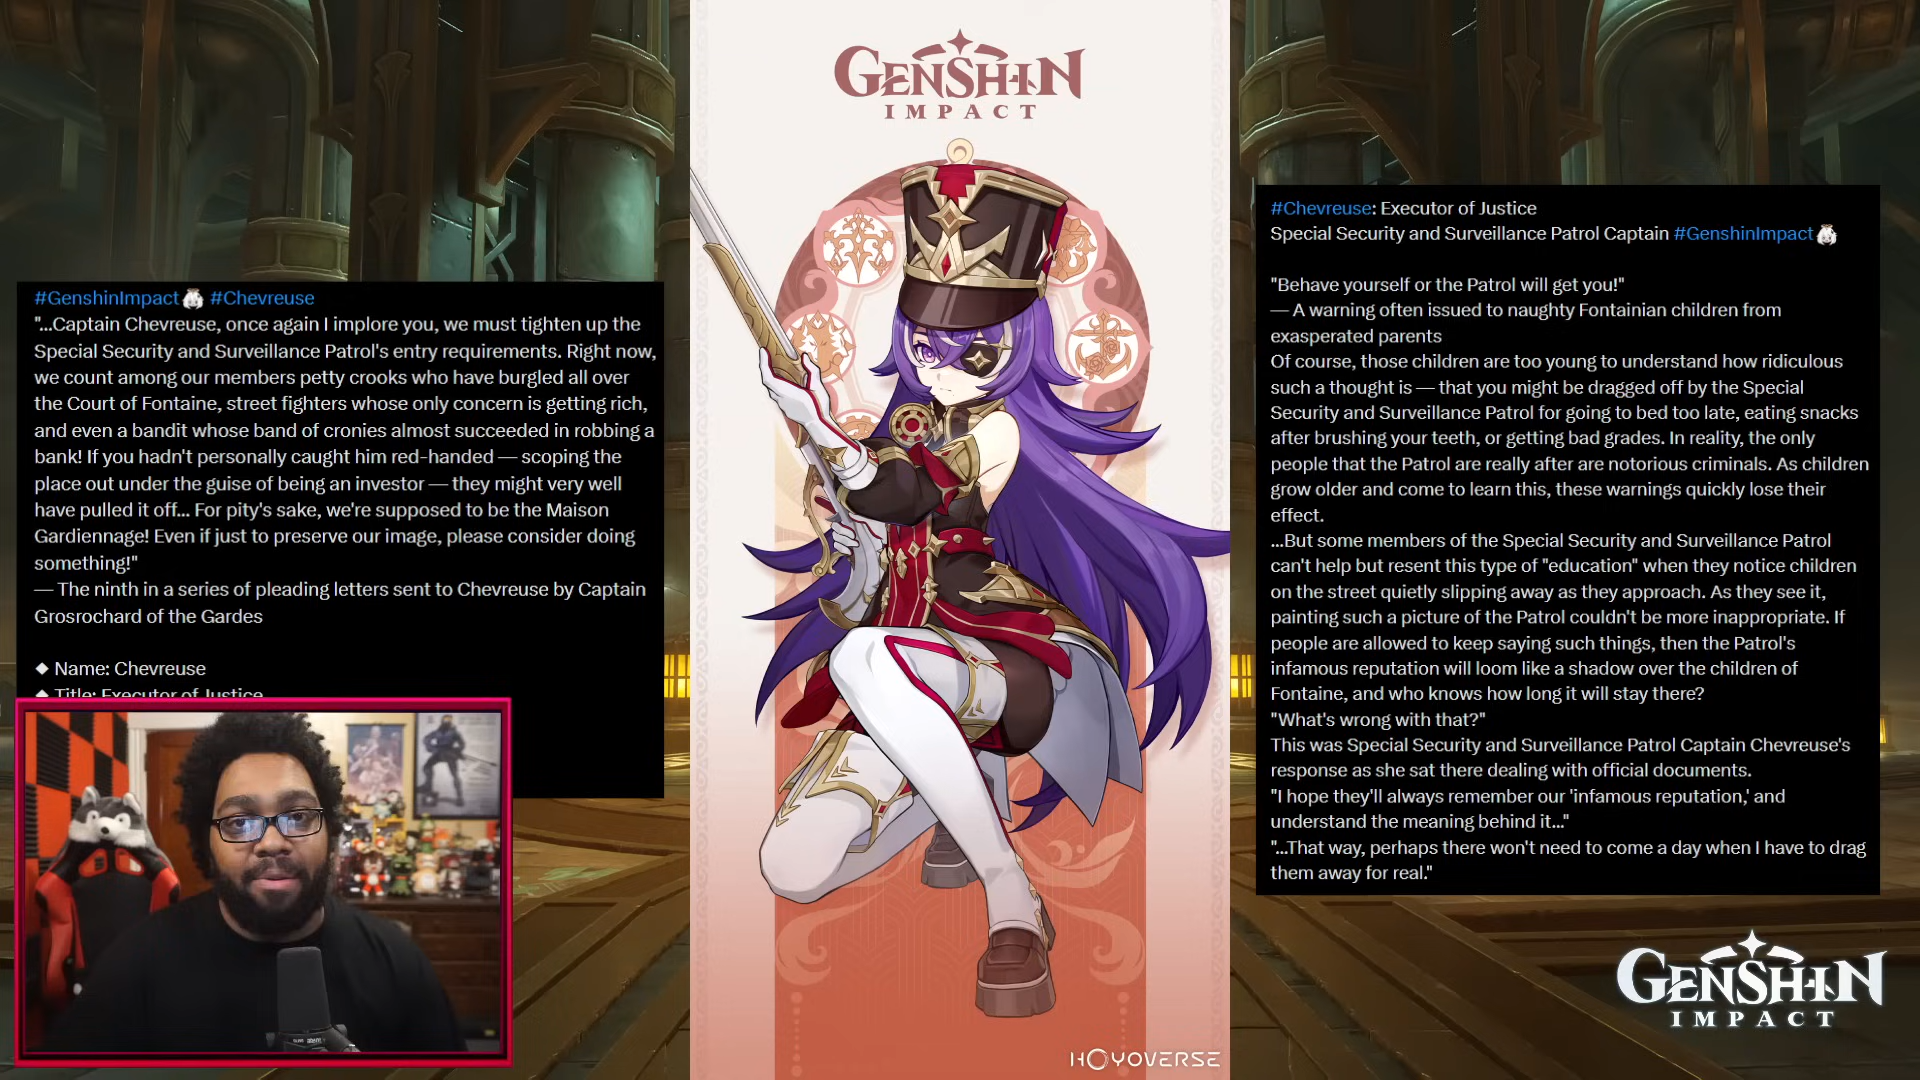 GENSHIN
IMPACT
#GenshinImpact #Chevreuse
"...Captain Chevreuse, once again I implore you, we must tighten up the
Special Security and Surveillance Patrol's entry requirements. Right now,
we count among our members petty crooks who have burgled all over
the Court of Fontaine, street fighters whose only concern is getting rich,
and even a bandit whose band of cronies almost succeeded in robbing a
bank! If you hadn't personally caught him red-handed — scoping the
place out under the guise of being an investor — they might very well
have pulled it off... For pity's sake, we're supposed to be the Maison
Gardiennage! Even if just to preserve our image, please consider doing
something!"
— The ninth in a series of pleading letters sent to Chevreuse by Captain
Grosrochard of the Gardes
◆ Name: Chevreuse
◆ Title: Executor of Justice
#Chevreuse: Executor of Justice
Special Security and Surveillance Patrol Captain #GenshinImpact
"Behave yourself or the Patrol will get you!"
— A warning often issued to naughty Fontainian children from
exasperated parents
Of course, those children are too young to understand how ridiculous
such a thought is — that you might be dragged off by the Special
Security and Surveillance Patrol for going to bed too late, eating snacks
after brushing your teeth, or getting bad grades. In reality, the only
people that the Patrol are really after are notorious criminals. As children
grow older and come to learn this, these warnings quickly lose their
effect.
...But some members of the Special Security and Surveillance Patrol
can't help but resent this type of "education" when they notice children
on the street quietly slipping away as they approach. As they see it,
painting such a picture of the Patrol couldn't be more inappropriate. If
people are allowed to keep saying such things, then the Patrol's
infamous reputation will loom like a shadow over the children of
Fontaine, and who knows how long it will stay there?
"What's wrong with that?"
This was Special Security and Surveillance Patrol Captain Chevreuse's
response as she sat there dealing with official documents.
"I hope they'll always remember our 'infamous reputation,' and
understand the meaning behind it..."
"...That way, perhaps there won't need to come a day when I have to drag
them away for real."
GENSHIN
IMPACT
HOYOVERSE